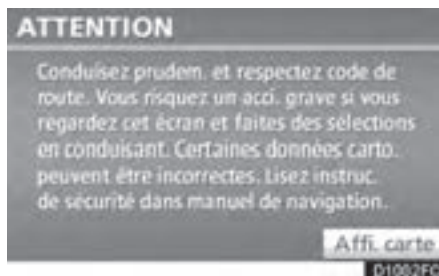 ATTENTION
Conduisez prudem. et respectez code de
route. Vous risquez un acci. grave si vous
regardez cet écran et faites des sélections
en conduisant. Certaines données carto.
peuvent être incorrectes. Lisez instruc.
de sécurité dans manuel de navigation.
Affi. carte
D1082FC